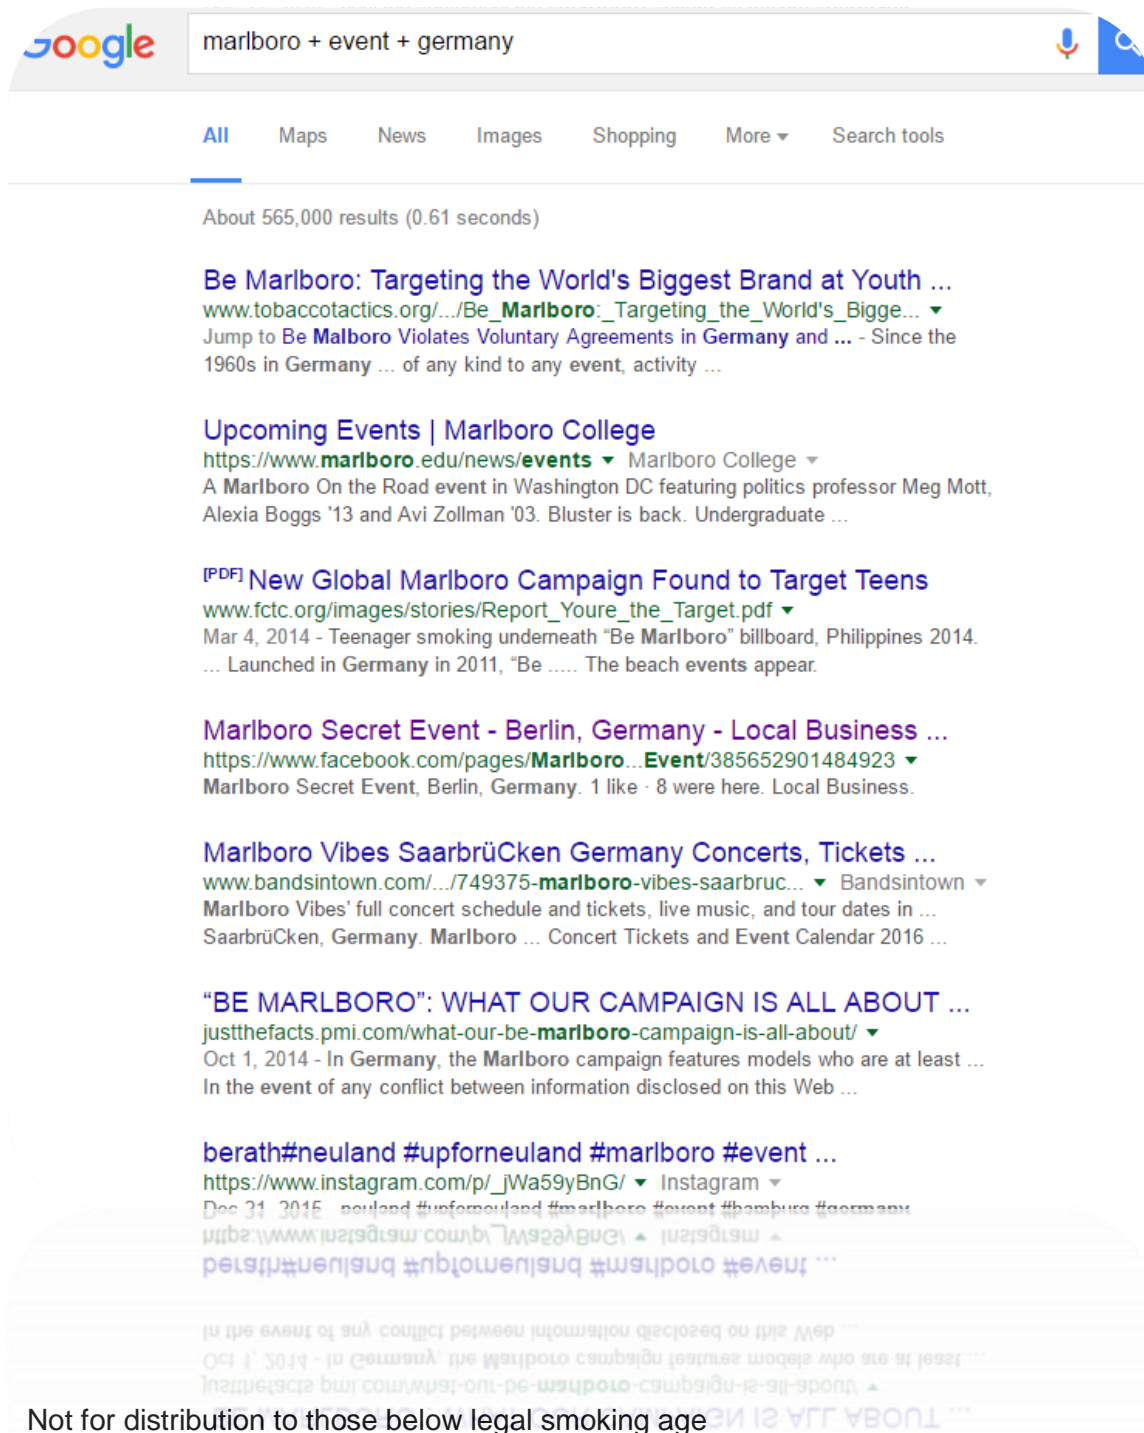 Google
marlboro + event + germany
All Maps News Images Shopping More Search tools
About 565,000 results (0.61 seconds)
Be Marlboro: Targeting the World's Biggest Brand at Youth ...
www.tobaccotactics.org/.../Be_Marlboro:_Targeting_the_World's_Bigge...
Jump to Be Malboro Violates Voluntary Agreements in Germany and ... - Since the
1960s in Germany ... of any kind to any event, activity ...
Upcoming Events | Marlboro College
https://www.marlboro.edu/news/events Marlboro College
A Marlboro On the Road event in Washington DC featuring politics professor Meg Mott,
Alexia Boggs '13 and Avi Zollman '03. Bluster is back. Undergraduate ...
[PDF] New Global Marlboro Campaign Found to Target Teens
www.fctc.org/images/stories/Report_Youre_the_Target.pdf
Mar 4, 2014 - Teenager smoking underneath “Be Marlboro” billboard, Philippines 2014.
... Launched in Germany in 2011, “Be ..... The beach events appear.
Marlboro Secret Event - Berlin, Germany - Local Business ...
https://www.facebook.com/pages/Marlboro...Event/385652901484923
Marlboro Secret Event, Berlin, Germany. 1 like · 8 were here. Local Business.
Marlboro Vibes SaarbrüCken Germany Concerts, Tickets ...
www.bandsintown.com/.../749375-marlboro-vibes-saarbruc... Bandsintown
Marlboro Vibes' full concert schedule and tickets, live music, and tour dates in ...
SaarbrüCken, Germany. Marlboro ... Concert Tickets and Event Calendar 2016 ...
“BE MARLBORO”: WHAT OUR CAMPAIGN IS ALL ABOUT ...
justthefacts.pmi.com/what-our-be-marlboro-campaign-is-all-about/
Oct 1, 2014 - In Germany, the Marlboro campaign features models who are at least ...
In the event of any conflict between information disclosed on this Web ...
berath#neuland #upforneuland #marlboro #event ...
https://www.instagram.com/p/_jWa59yBnG/ Instagram
Dec 21, 2015 - neuland #upforneuland #marlboro #event #hamburg #germany
Not for distribution to those below legal smoking age